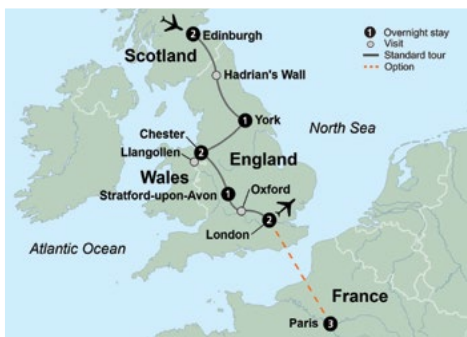 1 Overnight stay
Visit
Standard tour
Option
2 Edinburgh
Scotland
Hadrian's Wall
1 York
North Sea
Chester
2
Llangollen
England
Wales
Stratford-upon-Avon 1
Oxford
London 2
Atlantic Ocean
France
Paris 3